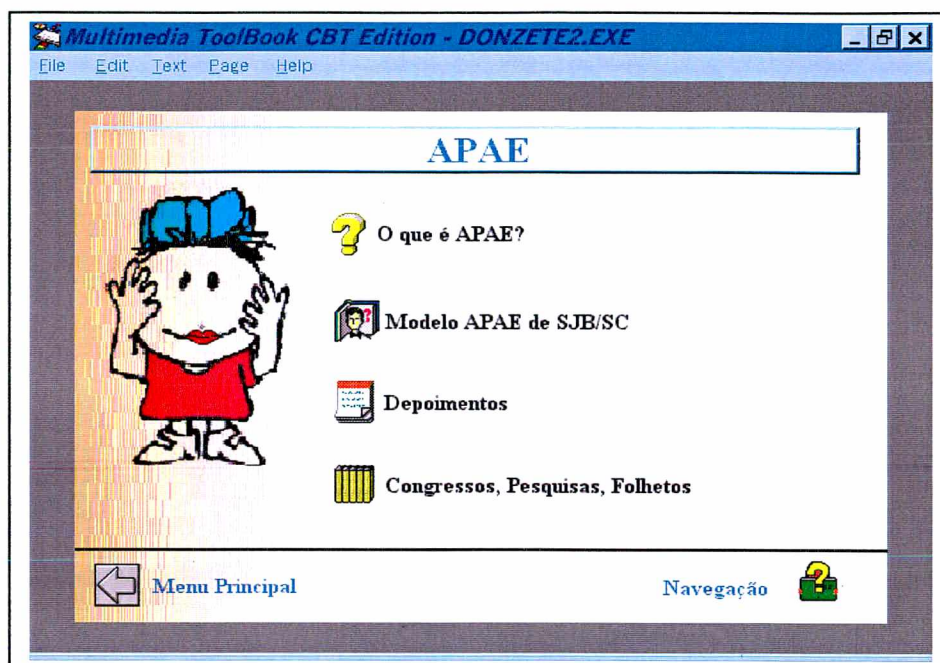 Multimedia ToolBook CBT Edition - DONZETE2.EXE
File Edit Text Page Help
APAE
O que é APAE?
Modelo APAE de SJB/SC
Depoimentos
Congressos, Pesquisas, Folhetos
Menu Principal
Navegação